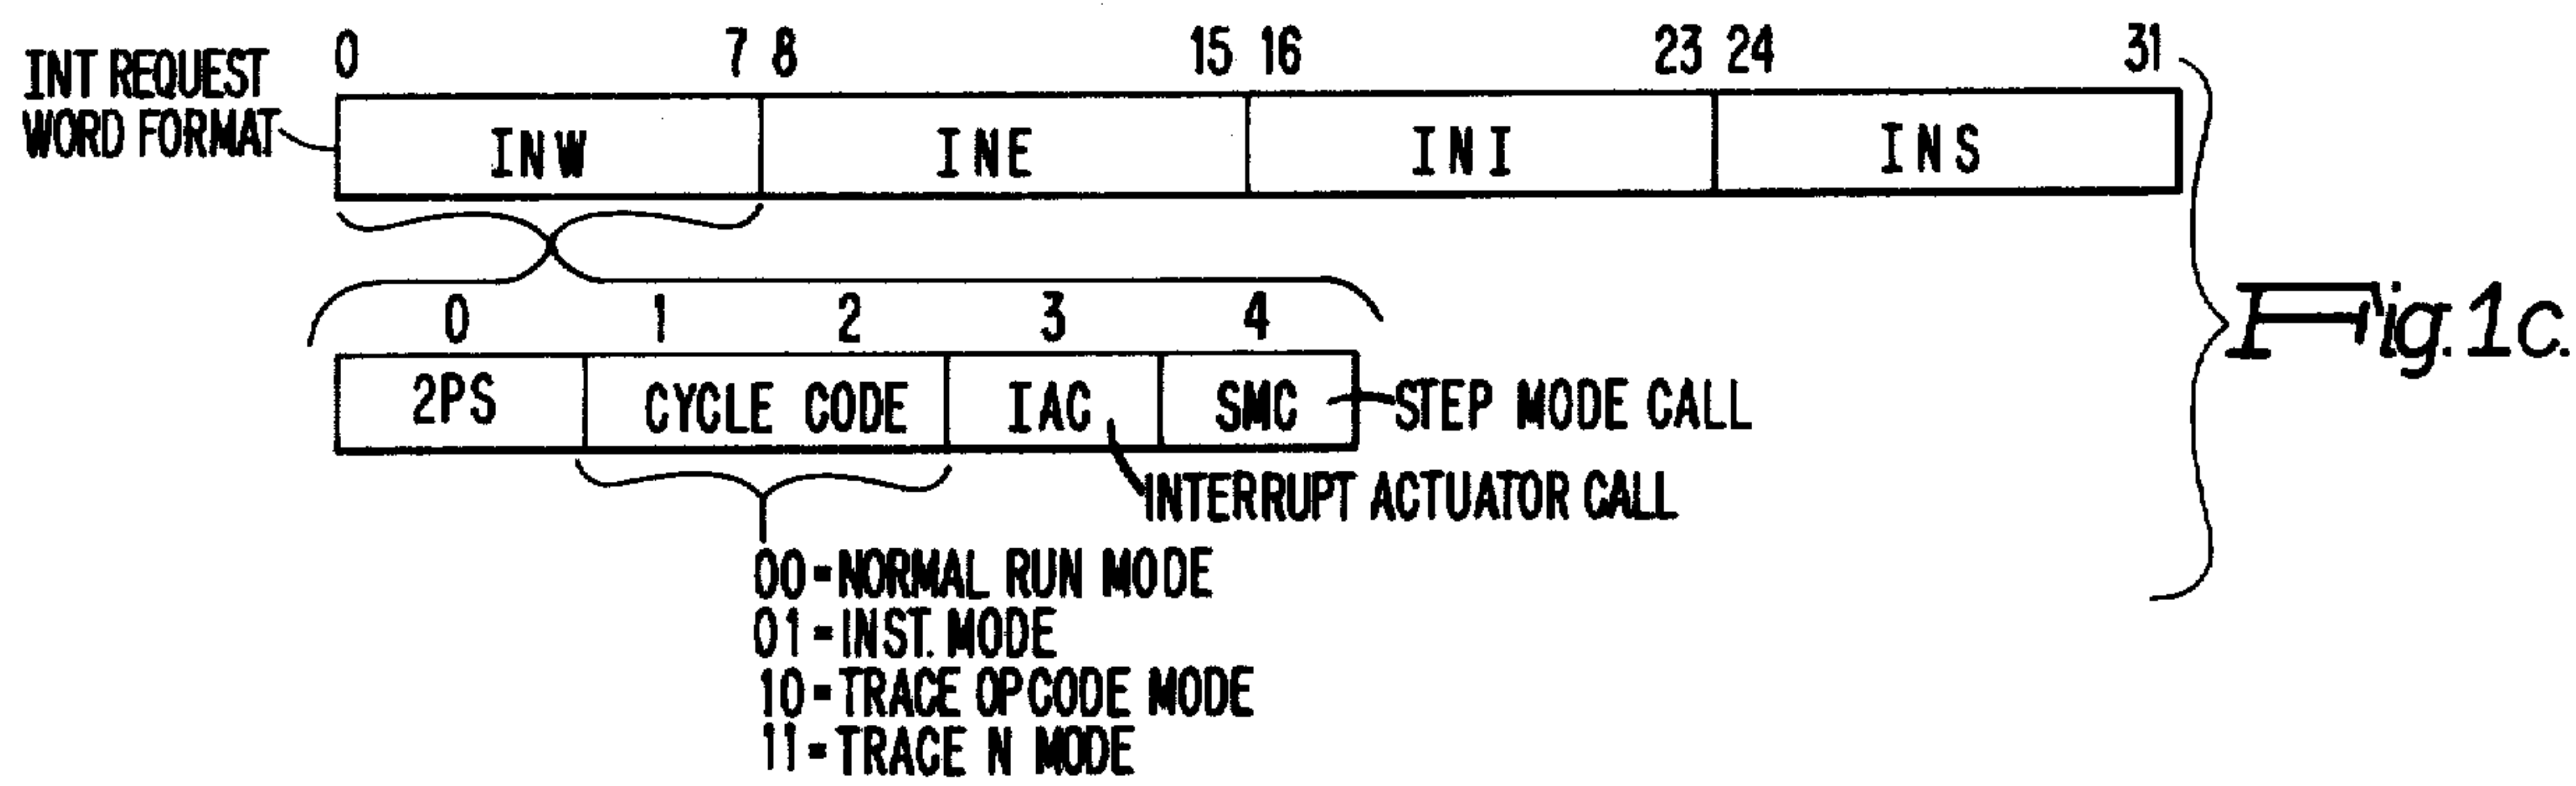 INT REQUEST
WORD FORMAT
0 7 8 15 16 23 24 31
INW INE INI INS
0 1 2 3 4
2PS CYCLE CODE IAC SMC STEP MODE CALL
INTERRUPT ACTUATOR CALL
00=NORMAL RUN MODE
01=INST. MODE
10=TRACE OPCODE MODE
11=TRACE N MODE
Fig. 1c.